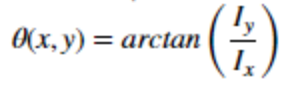 θ(x, y) = arctan(I_y / I_x)